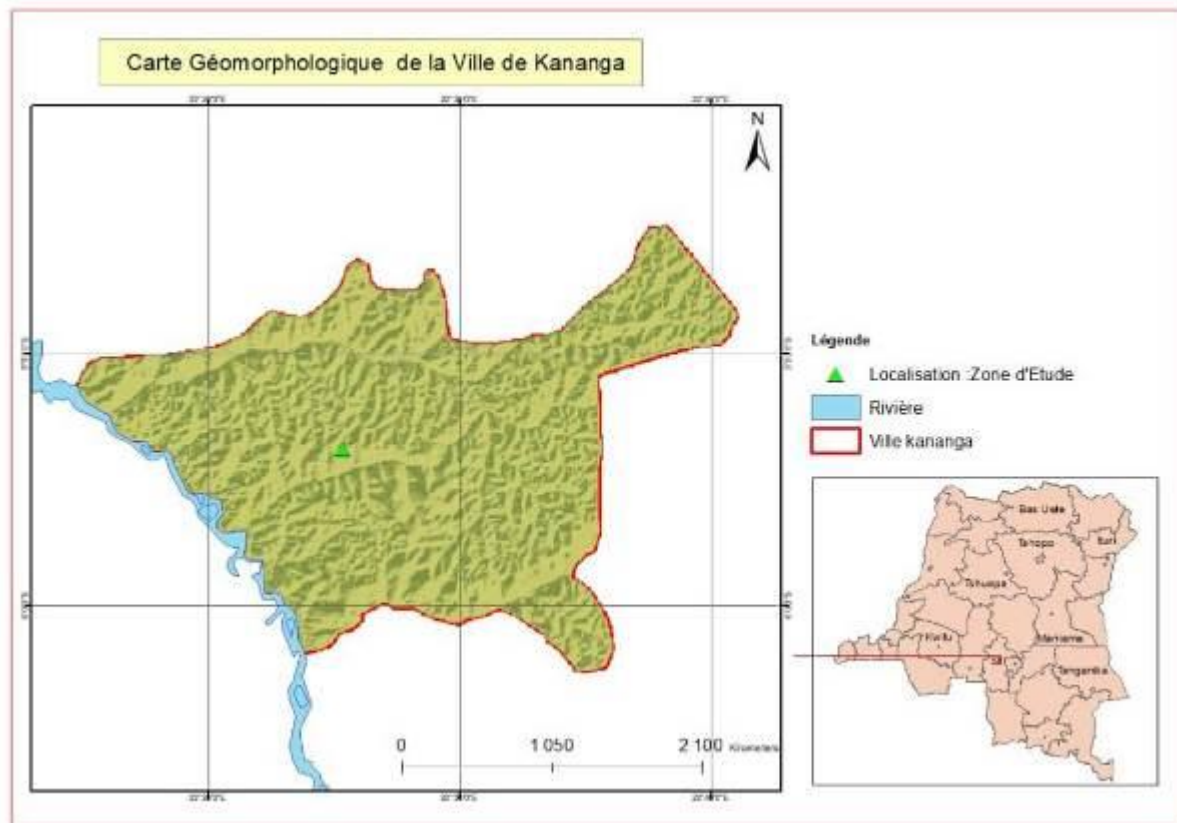 Carte Géomorphologique de la Ville de Kananga
N
Légende
Localisation :Zone d'Etude
Rivière
Ville kananga
0 1 050 2 100 Kilometers
Bas Uele
Tshopo
Ituri
Tshuapa
Kwilu
Maniema
Tanganika